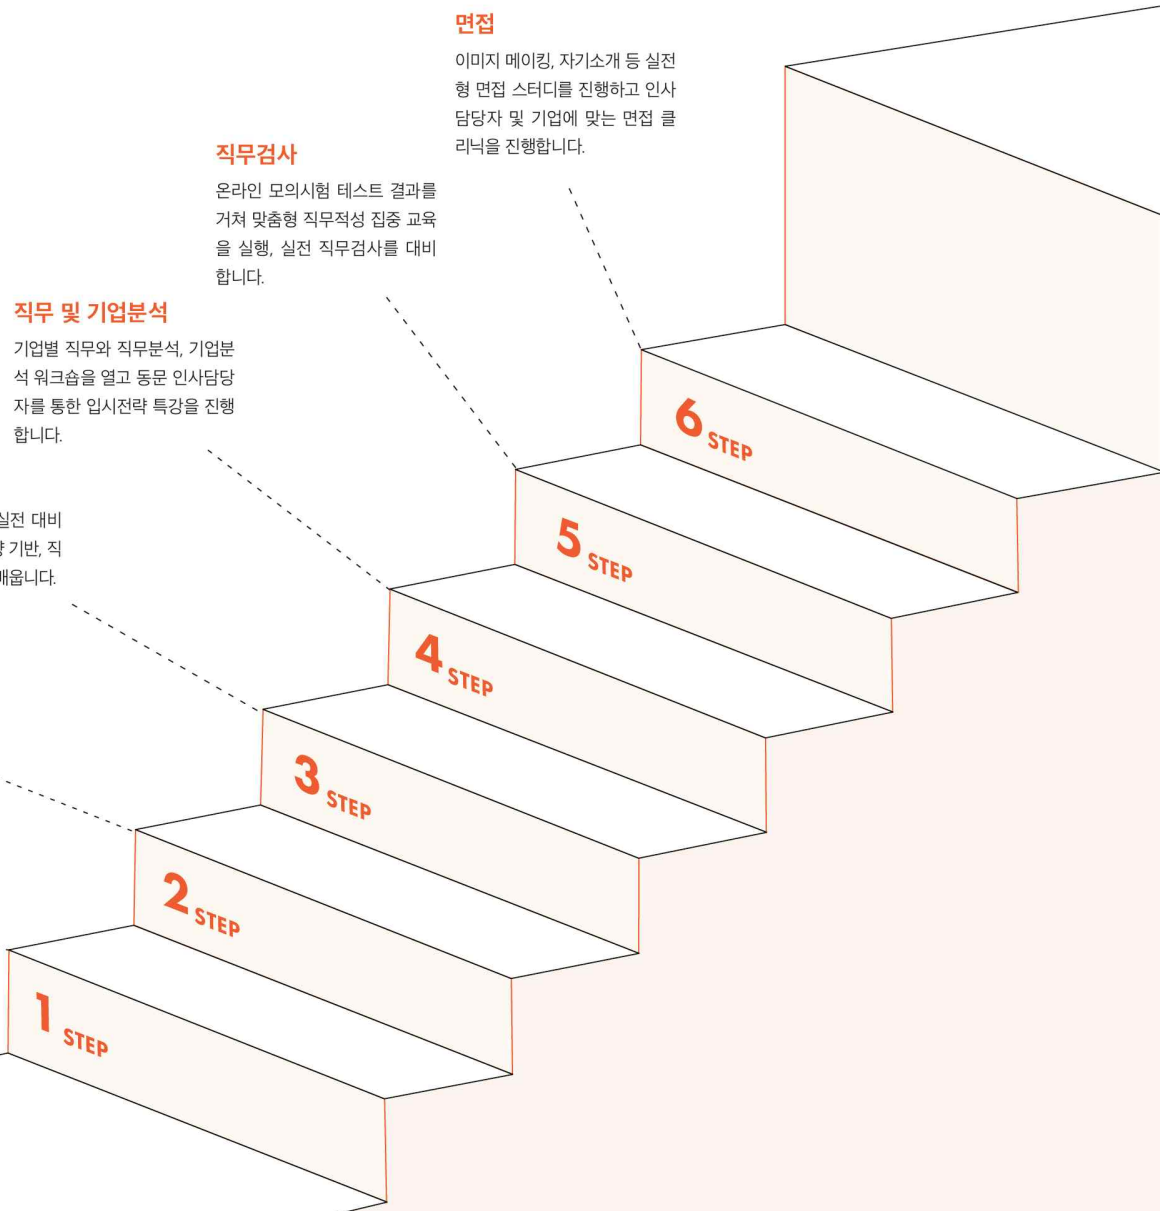 면접
이미지 메이킹, 자기소개 등 실전
형 면접 스터디를 진행하고 인사
담당자 및 기업에 맞는 면접 클
리닉을 진행합니다.
직무검사
온라인 모의시험 테스트 결과를
거쳐 맞춤형 직무적성 집중 교육
을 실행, 실전 직무검사를 대비
합니다.
직무 및 기업분석
기업별 직무와 직무분석, 기업분
석 워크숍을 열고 동문 인사담당
자를 통한 입시전략 특강을 진행
합니다.
실전 대비
기반, 직
배웁니다.
6 STEP
5 STEP
4 STEP
3 STEP
2 STEP
1 STEP